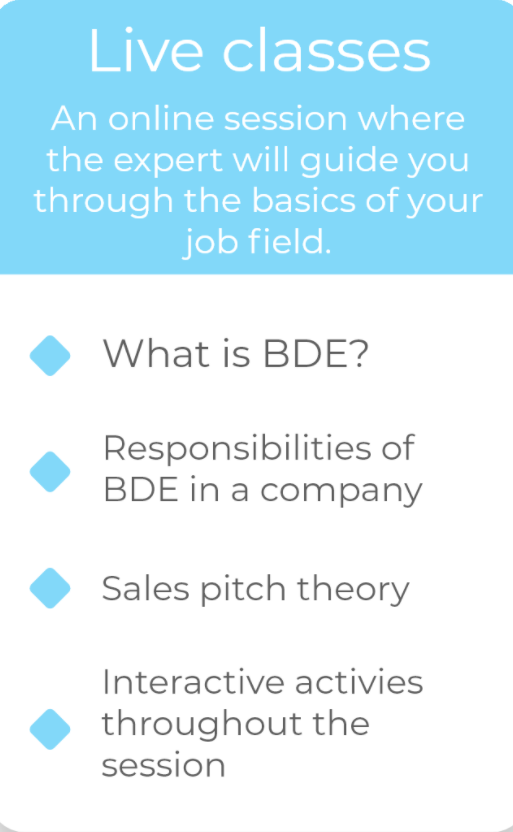 Live classes
An online session where
the expert will guide you
through the basics of your
job field.
What is BDE?
Responsibilities of
BDE in a company
Sales pitch theory
Interactive activies
throughout the
session